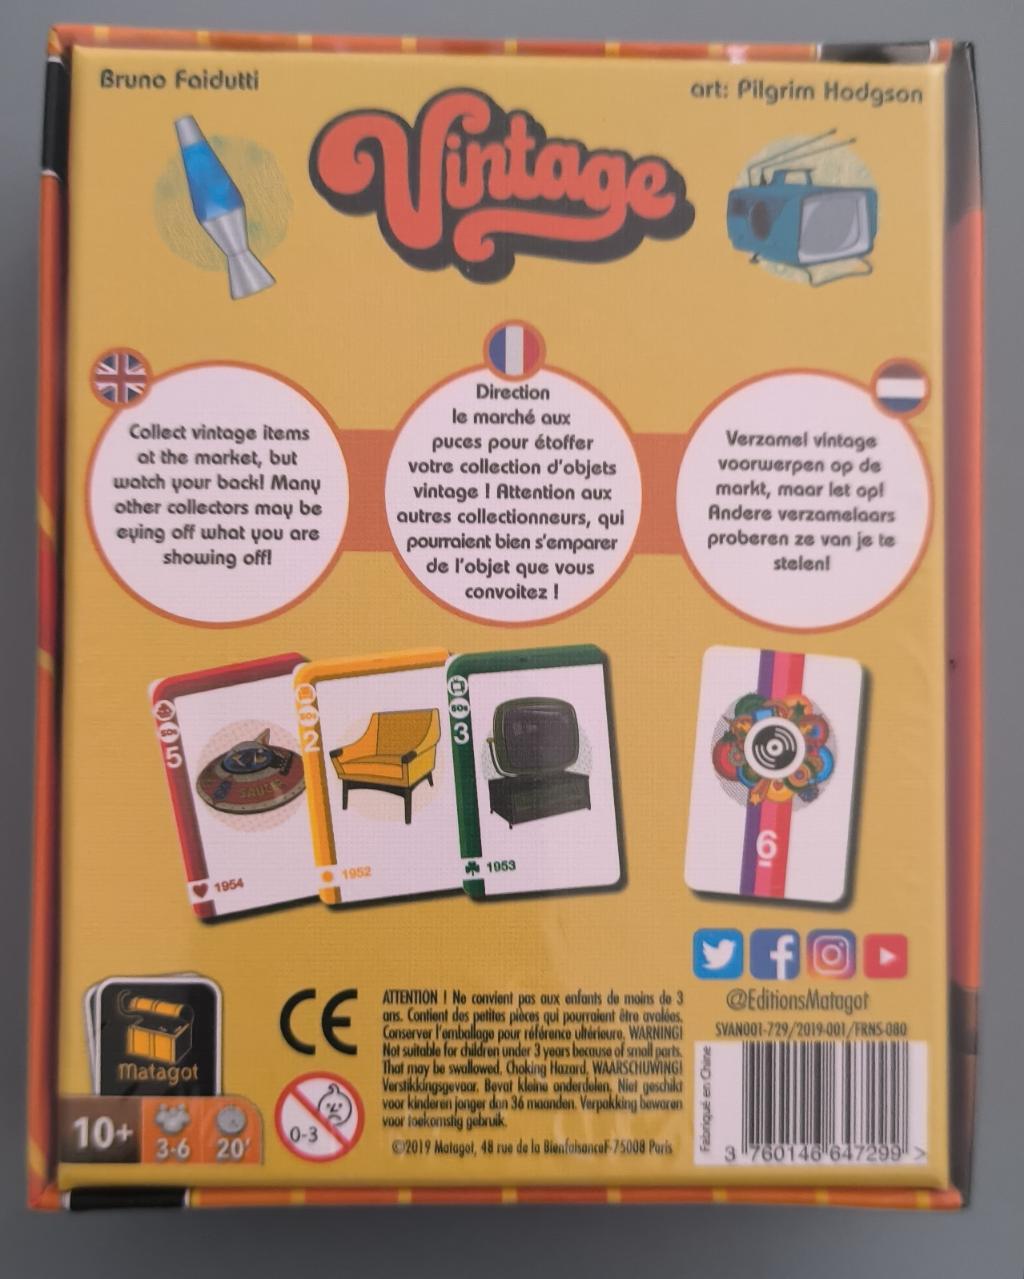 Bruno Faidutti
art: Pilgrim Hodgson
Vintage
Collect vintage items
at the market, but
watch your back! Many
other collectors may be
eying off what you are
showing off!
Direction
le marché aux
puces pour étoffer
votre collection d'objets
vintage ! Attention aux
autres collectionneurs, qui
pourraient bien s'emparer
de l'objet que vous
convoitez !
Verzamel vintage
voorwerpen op de
markt, maar let op!
Andere verzamelaars
proberen ze van je te
stelen!
50s
5
SAUCER
1954
50s
2
1952
50s
3
1953
6
@EditionsMatagot
SVAN001-729/2019-001/FRNS-080
Matagot
10+
3-6
20'
CE
0-3
ATTENTION ! Ne convient pas aux enfants de moins de 3
ans. Contient des petites pièces qui pourraient être avalées.
Conserver l'emballage pour référence ultérieure. WARNING!
Not suitable for children under 3 years because of small parts.
That may be swallowed. Choking Hazard. WAARSCHUWING!
Verstikkingsgevaar. Bevat kleine onderdelen. Niet geschikt
voor kinderen jonger dan 36 maanden. Verpakking bewaren
voor toekomstig gebruik.
©2019 Matagot, 48 rue de la BienfaisanceF-75008 Paris
Fabriqué en Chine
3 760146 647299 >